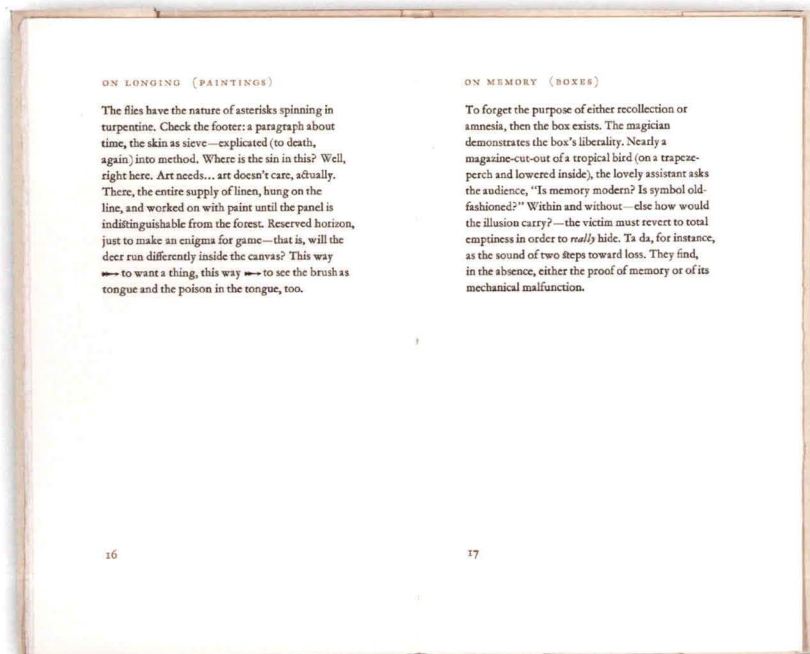 ON LONGING (PAINTINGS)
The flies have the nature of asterisks spinning in
turpentine. Check the footer: a paragraph about
time, the skin as sieve—explicated (to death,
again) into method. Where is the sin in this? Well,
right here. Art needs... art doesn't care, actually.
There, the entire supply of linen, hung on the
line, and worked on with paint until the panel is
indistinguishable from the forest. Reserved horizon,
just to make an enigma for game—that is, will the
deer run differently inside the canvas? This way
➳ to want a thing, this way ➳ to see the brush as
tongue and the poison in the tongue, too.
16
ON MEMORY (BOXES)
To forget the purpose of either recollection or
amnesia, then the box exists. The magician
demonstrates the box's liberality. Nearly a
magazine-cut-out of a tropical bird (on a trapeze-
perch and lowered inside), the lovely assistant asks
the audience, "Is memory modern? Is symbol old-
fashioned?" Within and without—else how would
the illusion carry?—the victim must revert to total
emptiness in order to really hide. Ta da, for instance,
as the sound of two steps toward loss. They find,
in the absence, either the proof of memory or of its
mechanical malfunction.
17